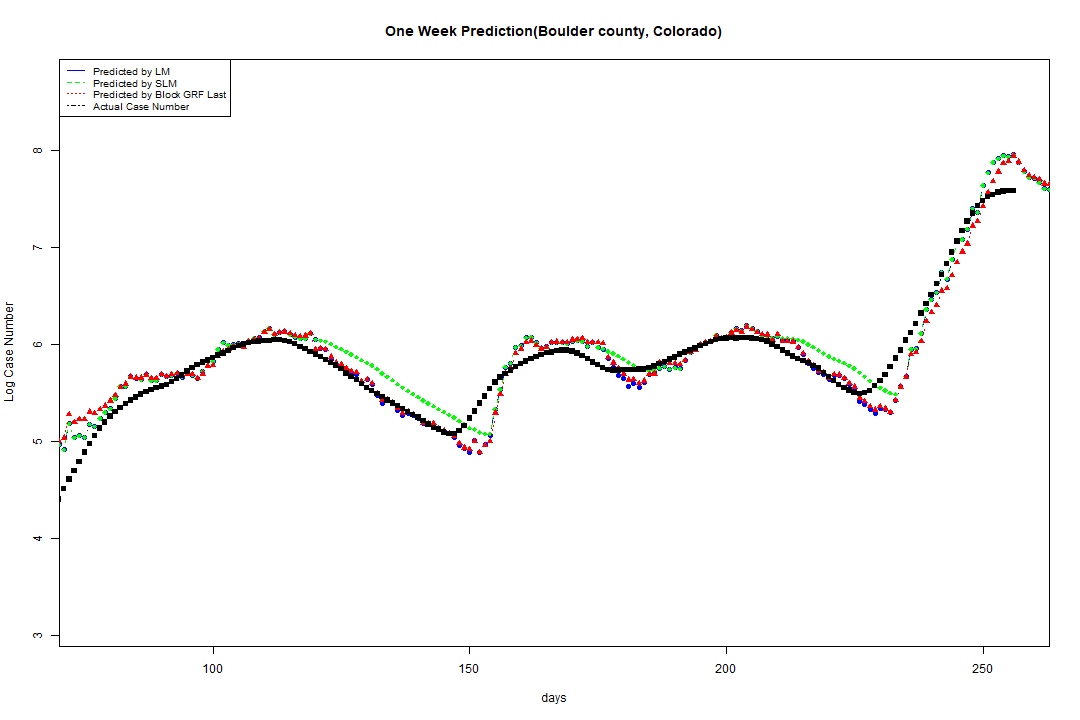 One Week Prediction(Boulder county, Colorado)
Predicted by LM
Predicted by SLM
Predicted by Block GRF Last
Actual Case Number
8
7
6
5
4
3
Log Case Number
100 150 200 250
days